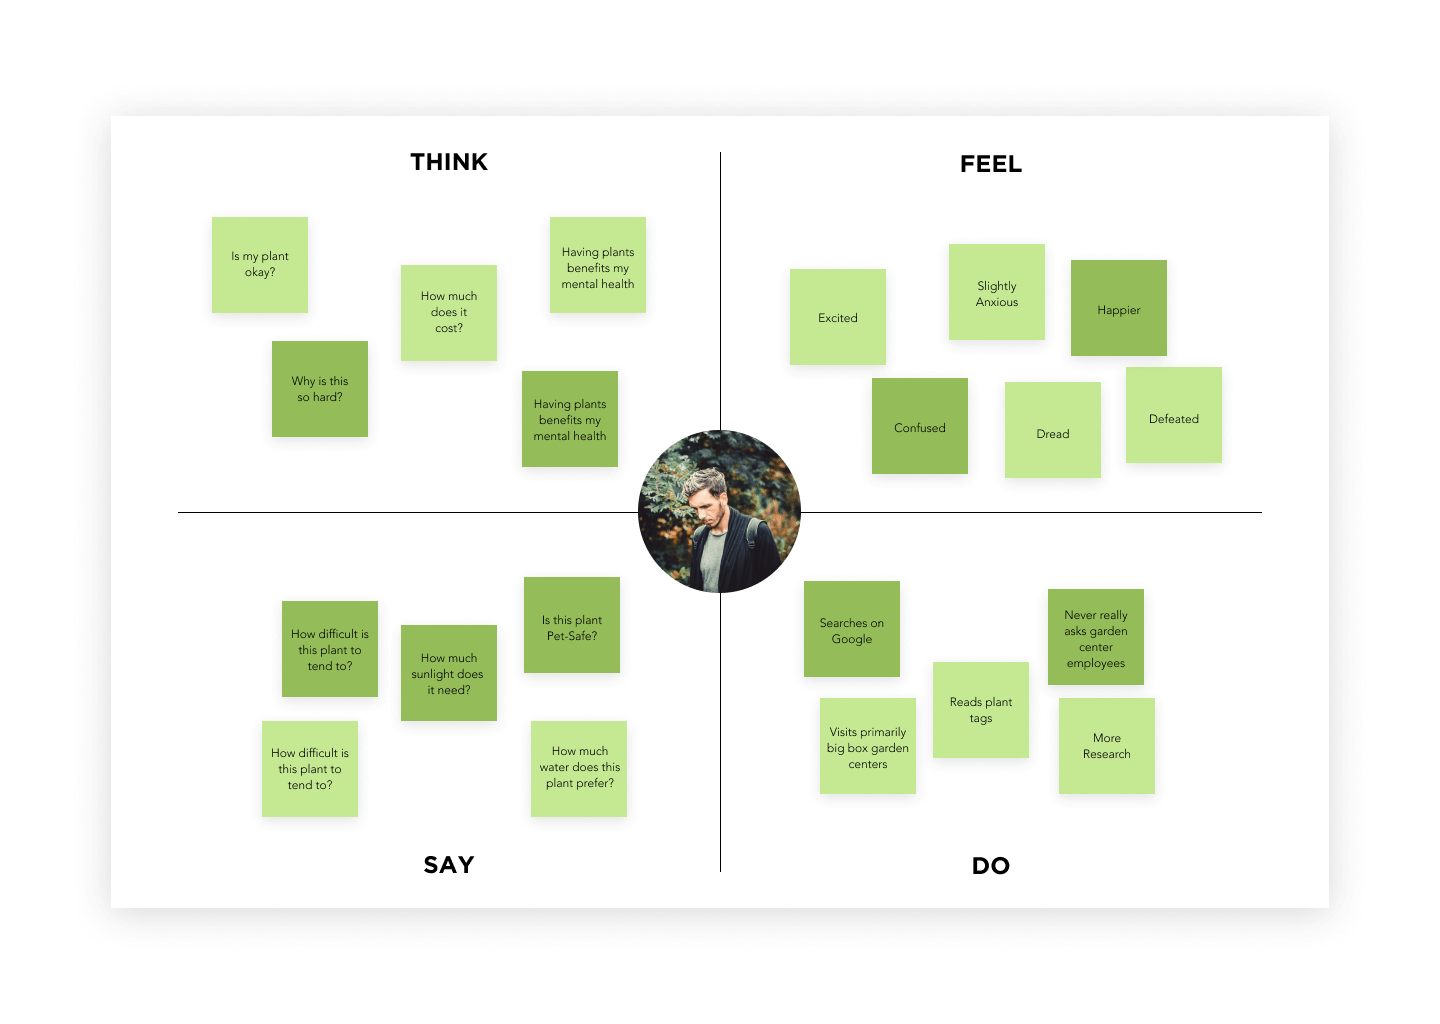 THINK
Is my plant
okay?
How much
does it
cost?
Having plants
benefits my
mental health
Why is this
so hard?
Having plants
benefits my
mental health
FEEL
Excited
Slightly
Anxious
Happier
Confused
Dread
Defeated
How difficult is
this plant to
tend to?
How much
sunlight does
it need?
Is this plant
Pet-Safe?
How difficult is
this plant to
tend to?
How much
water does this
plant prefer?
SAY
Searches on
Google
Never really
asks garden
center
employees
Reads plant
tags
Visits primarily
big box garden
centers
More
Research
DO